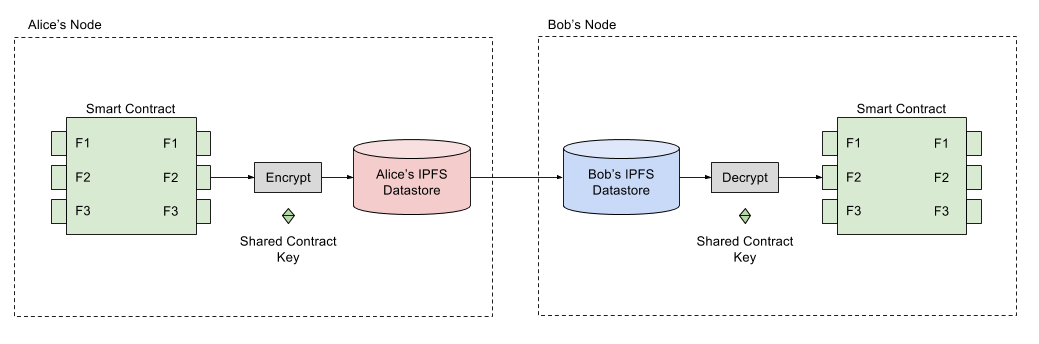 Alice's Node
Bob's Node
Smart Contract
F1 F1
F2 F2
F3 F3
Encrypt
Shared Contract
Key
Alice's IPFS
Datastore
Bob's IPFS
Datastore
Decrypt
Shared Contract
Key
Smart Contract
F1 F1
F2 F2
F3 F3